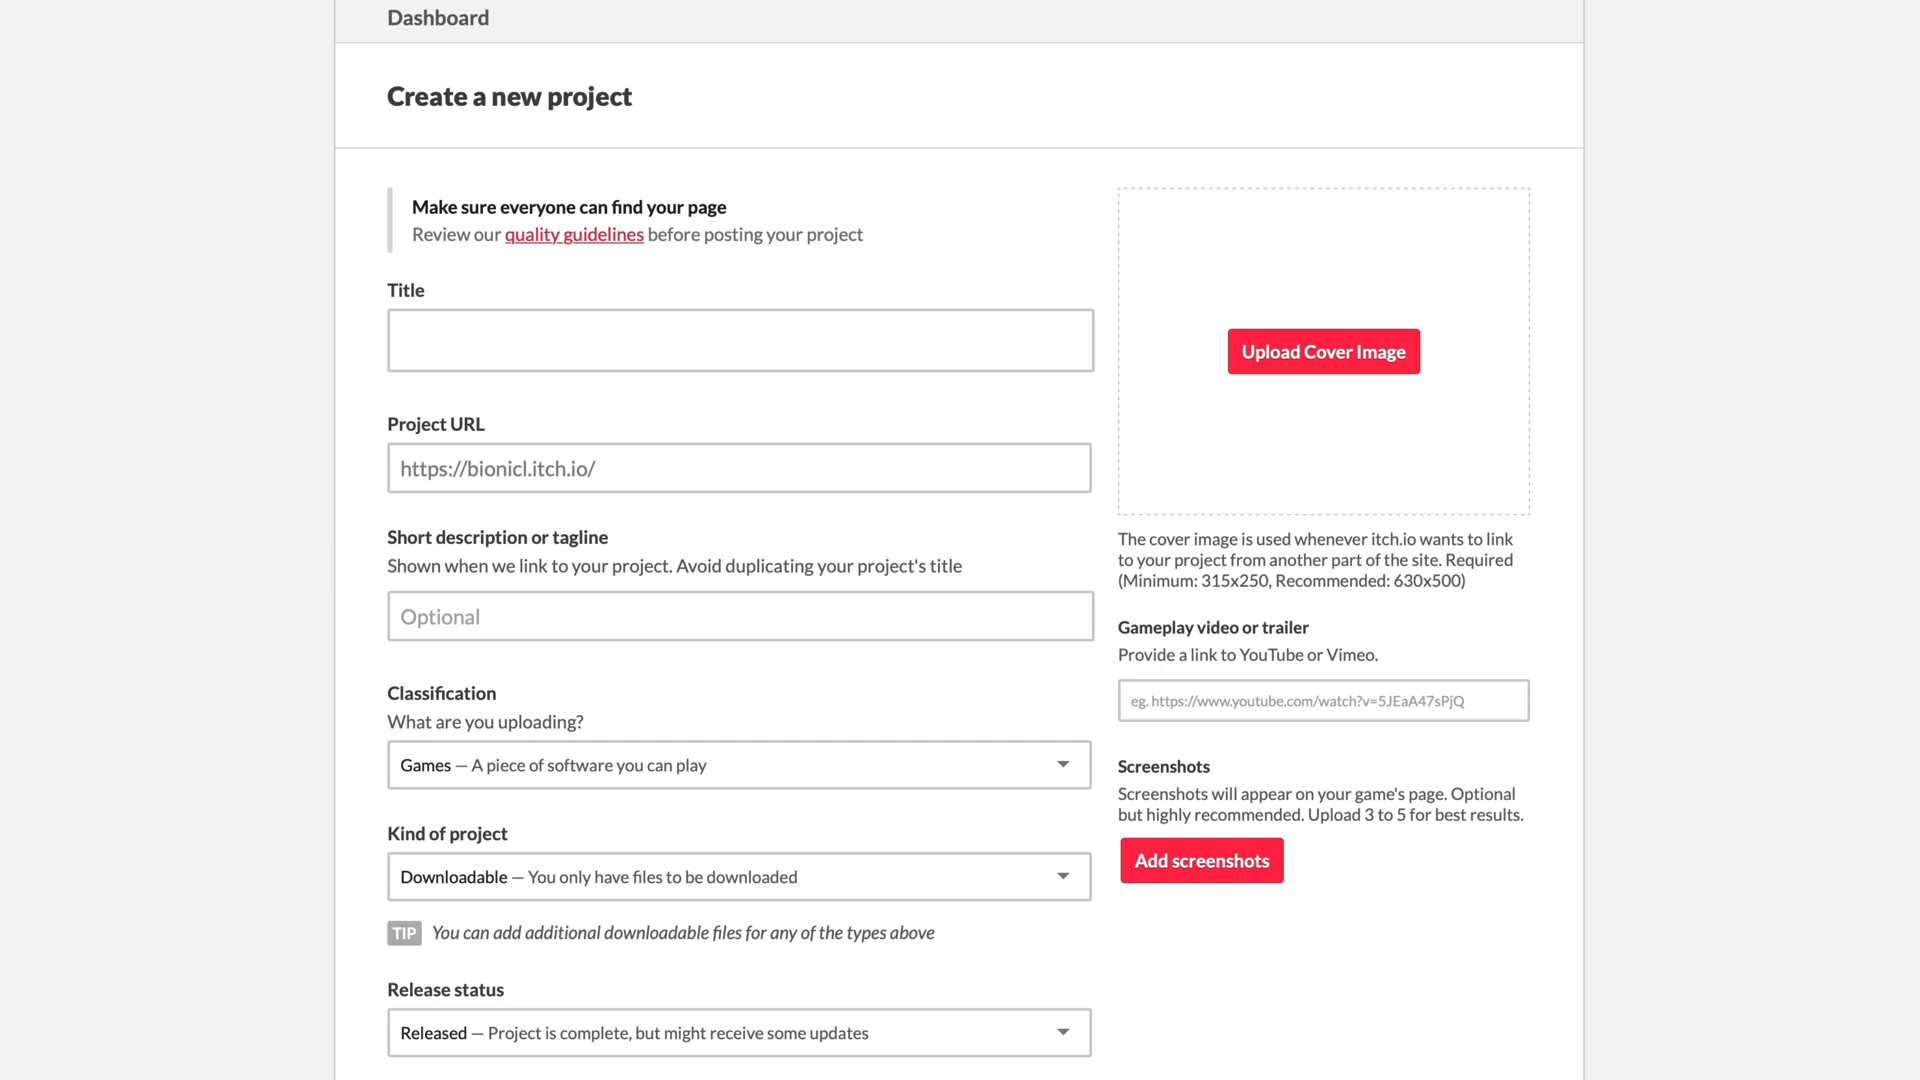 Dashboard
Create a new project
Make sure everyone can find your page
Review our quality guidelines before posting your project
Title
Project URL
https://bionicl.itch.io/
Short description or tagline
Shown when we link to your project. Avoid duplicating your project's title
Optional
Classification
What are you uploading?
Games — A piece of software you can play
Kind of project
Downloadable — You only have files to be downloaded
TIP You can add additional downloadable files for any of the types above
Release status
Released — Project is complete, but might receive some updates
Upload Cover Image
The cover image is used whenever itch.io wants to link
to your project from another part of the site. Required
(Minimum: 315x250, Recommended: 630x500)
Gameplay video or trailer
Provide a link to YouTube or Vimeo.
eg. https://www.youtube.com/watch?v=5JEaA47sPjQ
Screenshots
Screenshots will appear on your game's page. Optional
but highly recommended. Upload 3 to 5 for best results.
Add screenshots